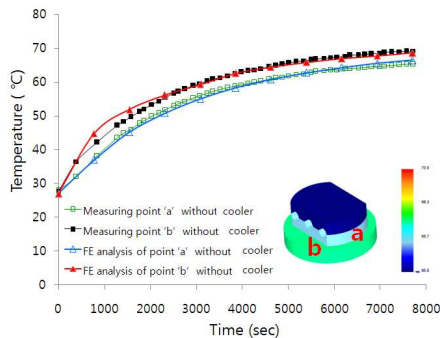 80
70
60
50
40
30
20
10
0
Temperature ( ℃)
Measuring point 'a' without cooler
Measuring point 'b' without cooler
FE analysis of point 'a' without cooler
FE analysis of point 'b' without cooler
a
b
0 1000 2000 3000 4000 5000 6000 7000 8000
Time (sec)